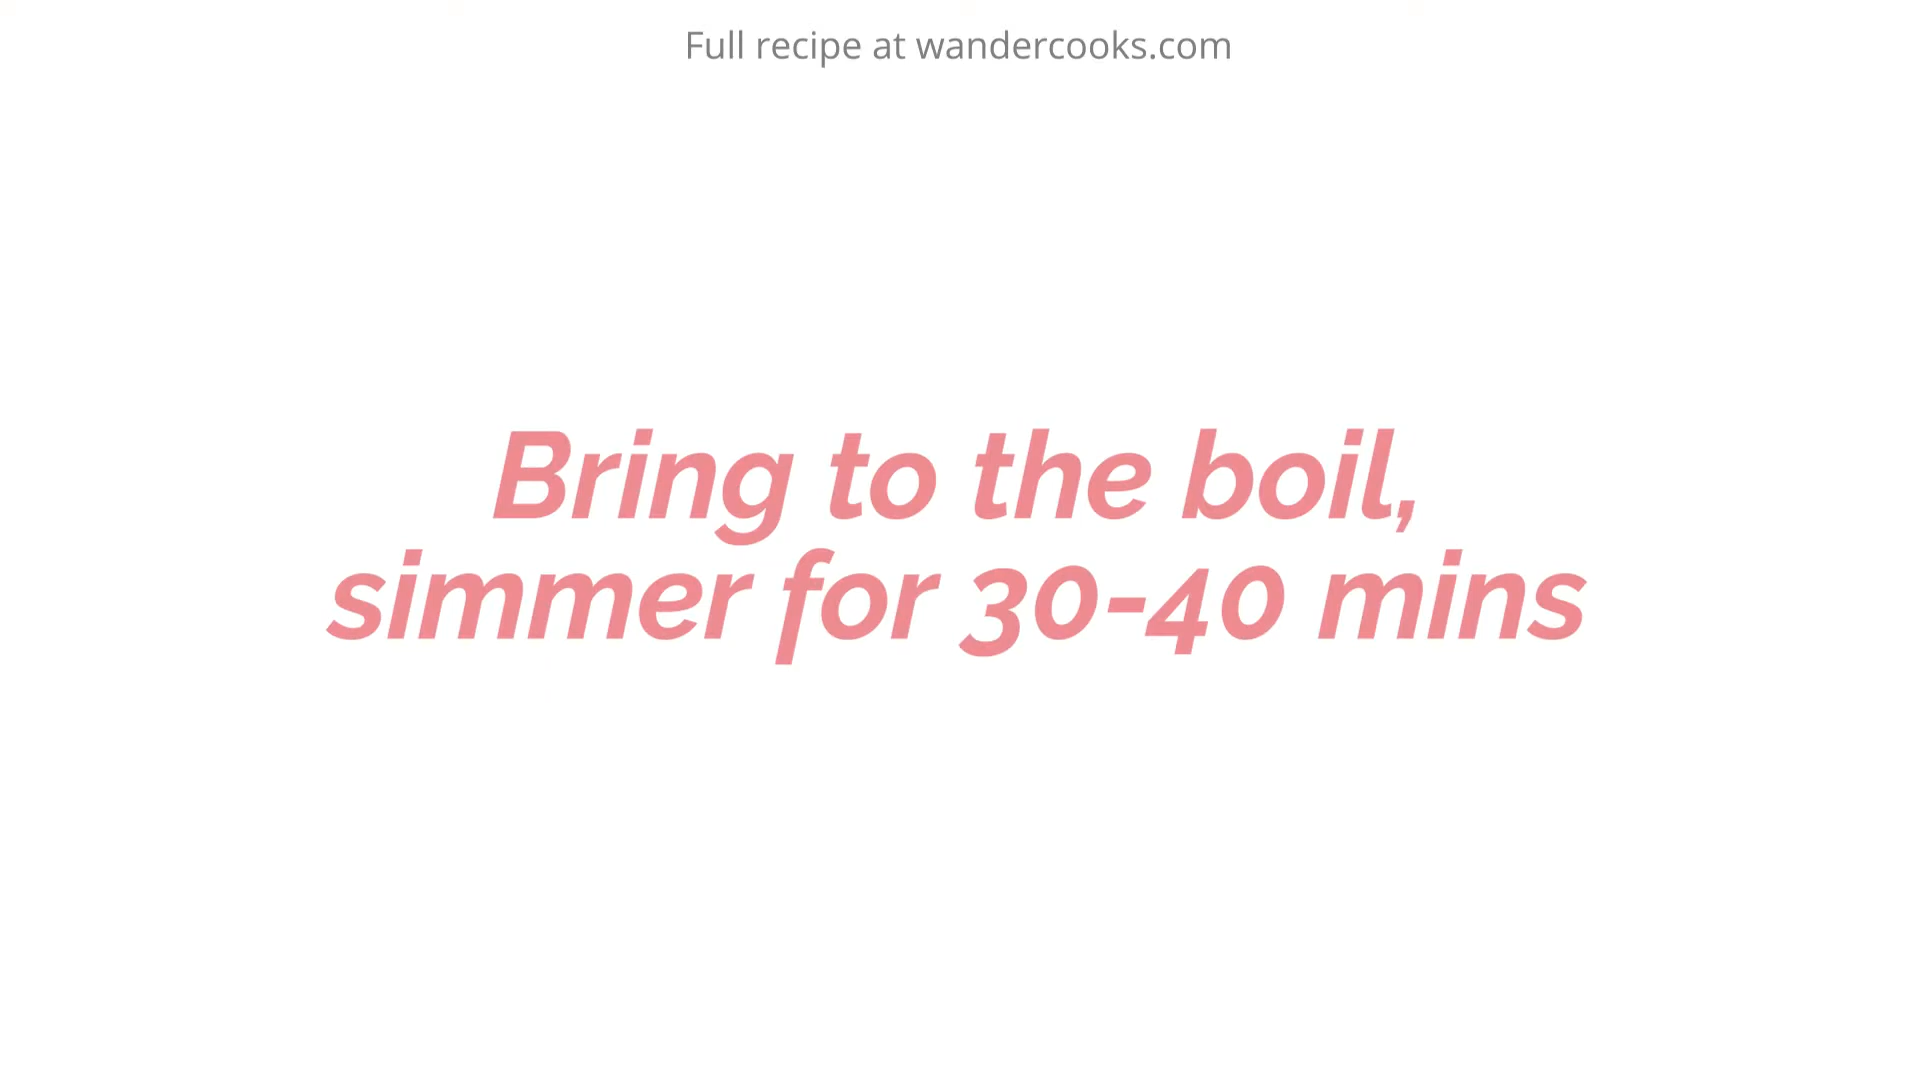 Full recipe at wandercooks.com
Bring to the boil,
simmer for 30-40 mins